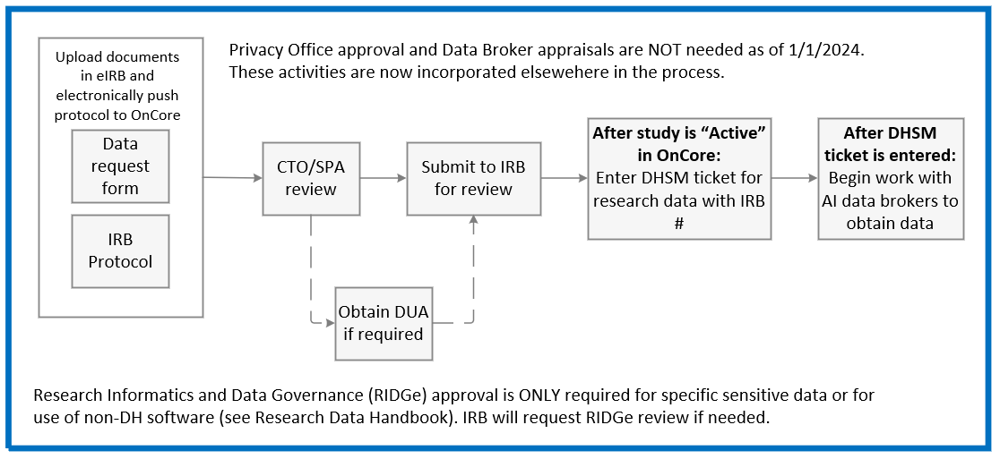 Privacy Office approval and Data Broker appraisals are NOT needed as of 1/1/2024.
These activities are now incorporated elsewehere in the process.
Upload documents
in eIRB and
electronically push
protocol to OnCore
Data
request
form
IRB
Protocol
CTO/SPA
review
Obtain DUA
if required
Submit to IRB
for review
After study is “Active”
in OnCore:
Enter DHSM ticket for
research data with IRB
#
After DHSM
ticket is entered:
Begin work with
AI data brokers to
obtain data
Research Informatics and Data Governance (RIDGe) approval is ONLY required for specific sensitive data or for
use of non-DH software (see Research Data Handbook). IRB will request RIDGe review if needed.